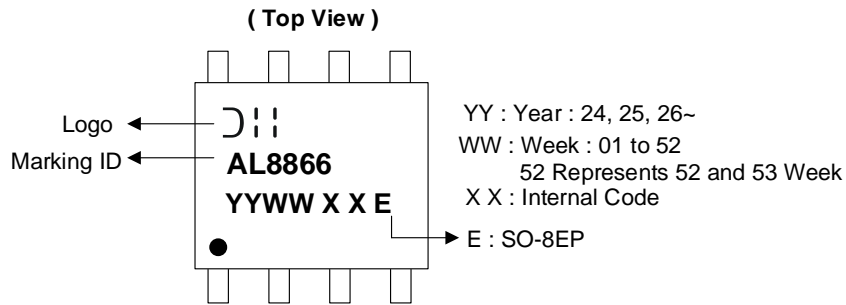 ( Top View )
Logo
Marking ID
AL8866
YYWW X X E
YY : Year : 24, 25, 26~
WW : Week : 01 to 52
52 Represents 52 and 53 Week
X X : Internal Code
E : SO-8EP